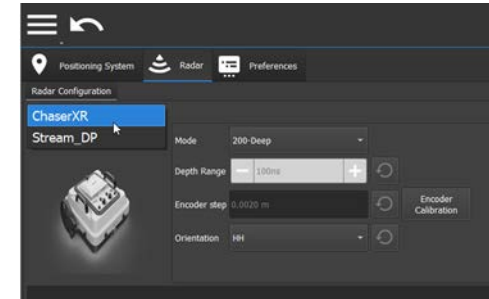 Positioning System Radar Preferences
Radar Configuration
ChaserXR
Stream_DP
Mode 200-Deep
Depth Range 100ns
Encoder step 0.0020 m Encoder Calibration
Orientation HH